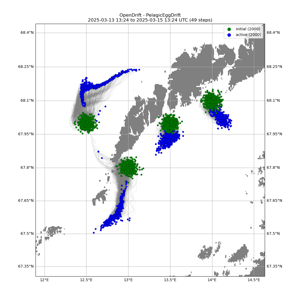 OpenDrift - PelagicEggDrift
2025-03-13 13:24 to 2025-03-15 13:24 UTC (49 steps)
initial (2000)
active (2000)
68.4°N 68.4°N
68.25°N 68.25°N
68.1°N 68.1°N
67.95°N 67.95°N
67.8°N 67.8°N
67.65°N 67.65°N
67.5°N 67.5°N
67.35°N 67.35°N
12°E 12.5°E 13°E 13.5°E 14°E 14.5°E